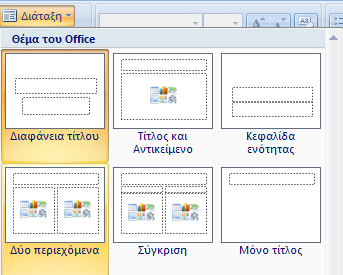 Διάταξη
Θέμα του Office
Διαφάνεια τίτλου
Τίτλος και
Αντικείμενο
Κεφαλίδα
ενότητας
Δύο περιεχόμενα
Σύγκριση
Μόνο τίτλος